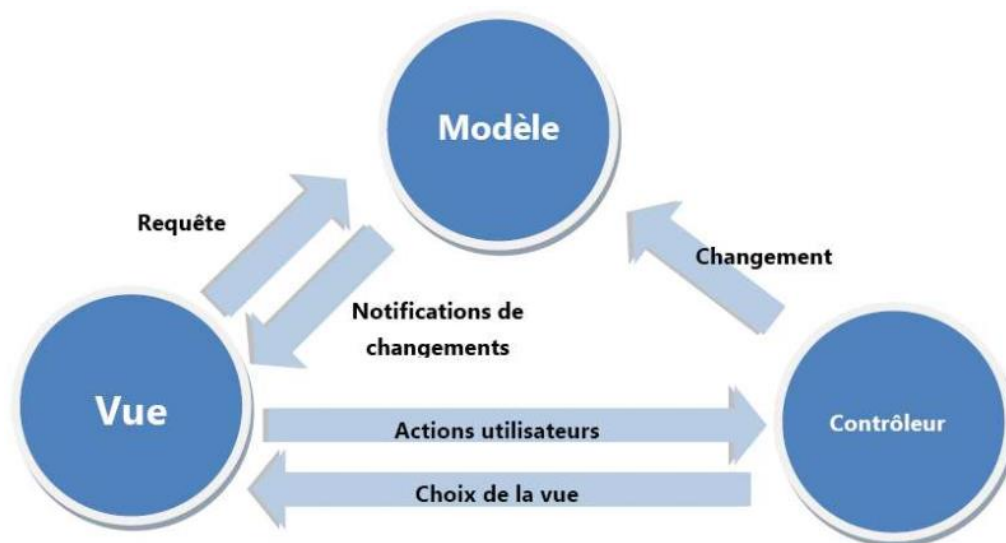 Modèle
Requête
Changement
Notifications de
changements
Vue
Actions utilisateurs
Contrôleur
Choix de la vue